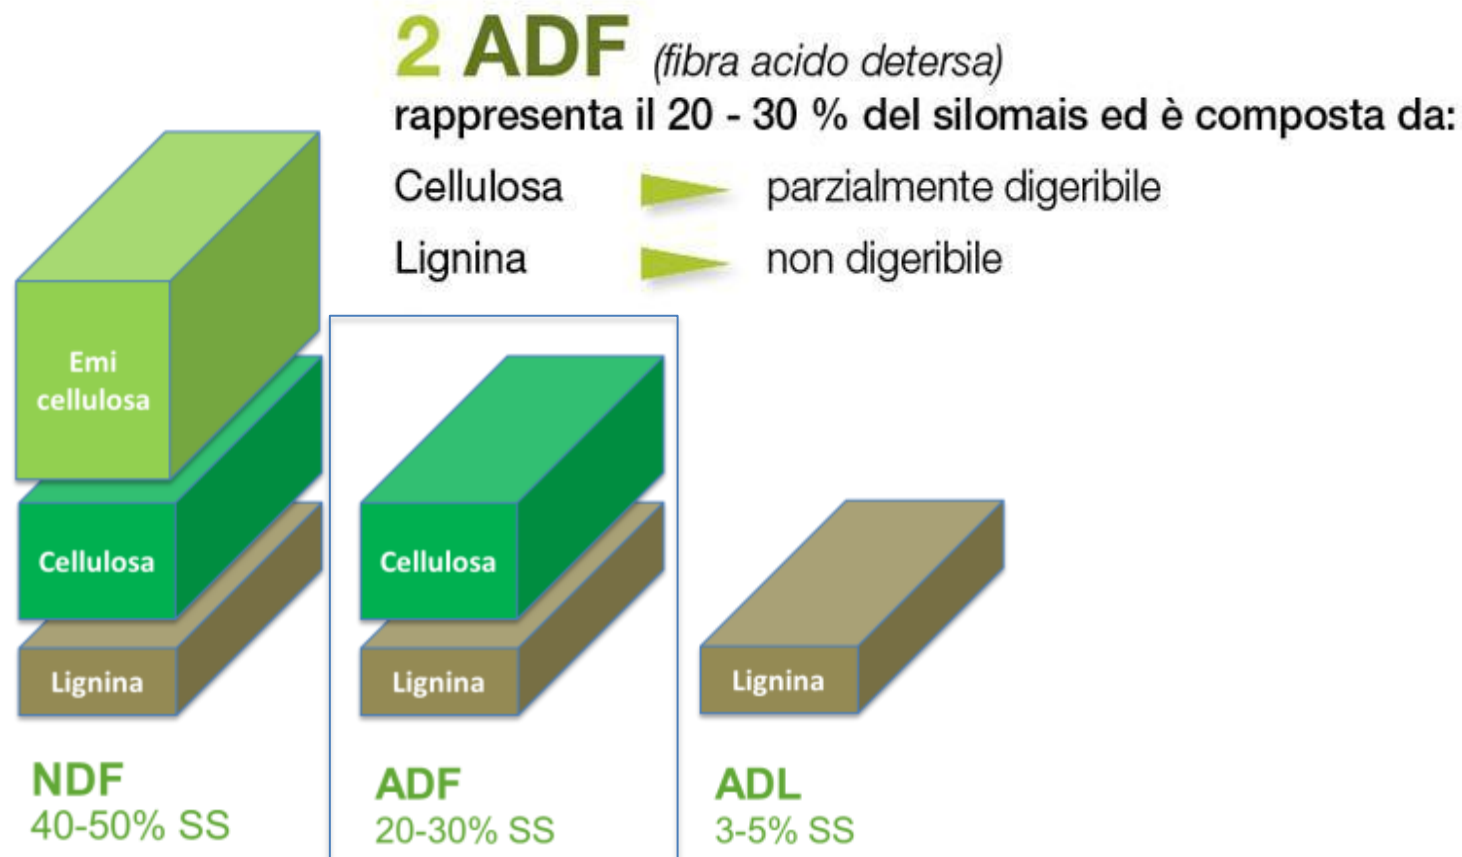 2 ADF (fibra acido detersa)
rappresenta il 20 - 30 % del silomais ed è composta da:
Cellulosa parzialmente digeribile
Lignina non digeribile
Emi
cellulosa
Cellulosa
Lignina
NDF
40-50% SS
Cellulosa
Lignina
ADF
20-30% SS
Lignina
ADL
3-5% SS